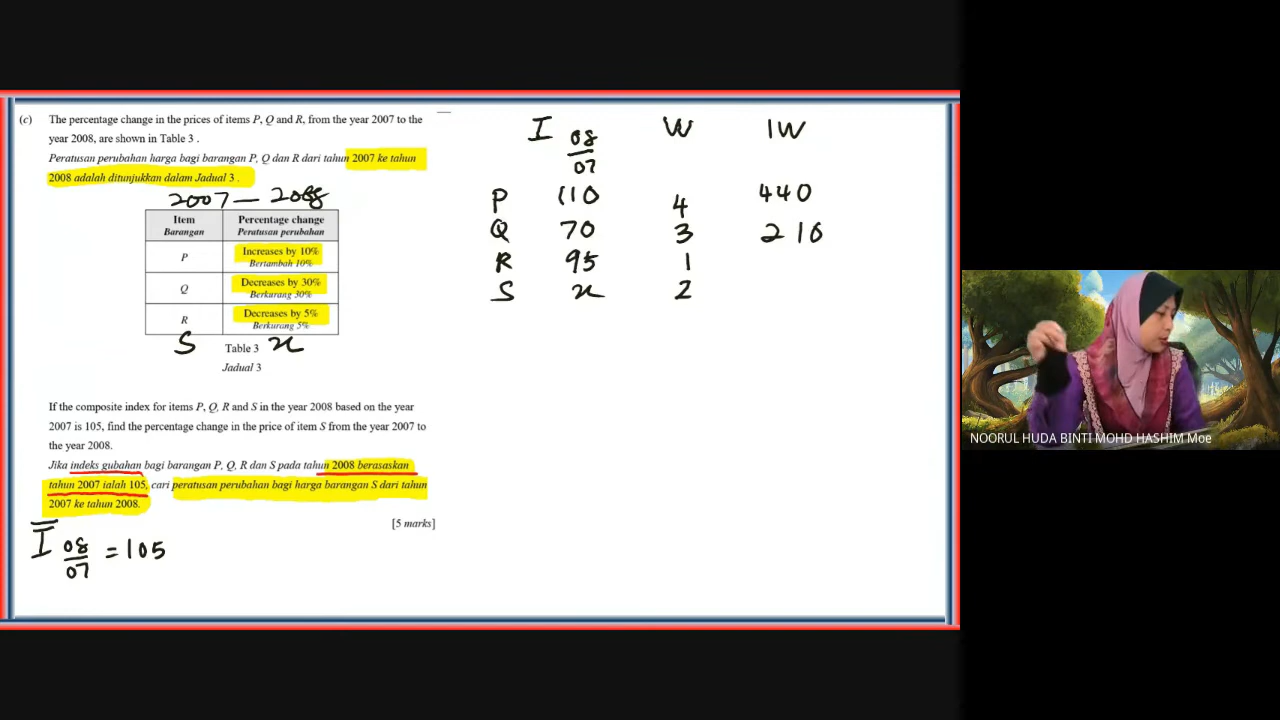 (c) The percentage change in the prices of items P, Q and R, from the year 2007 to the
year 2008, are shown in Table 3 .
Peratusan perubahan harga bagi barangan P, Q dan R dari tahun 2007 ke tahun
2008 adalah ditunjukkan dalam Jadual 3 .
2007 – 2008
Item Percentage change
Barangan Peratusan perubahan
P Increases by 10%
Bertambah 10%
Q Decreases by 30%
Berkurang 30%
R Decreases by 5%
Berkurang 5%
S x
Table 3
Jadual 3
If the composite index for items P, Q, R and S in the year 2008 based on the year
2007 is 105, find the percentage change in the price of item S from the year 2007 to
the year 2008.
Jika indeks gubahan bagi barangan P, Q, R dan S pada tahun 2008 berasaskan
tahun 2007 ialah 105, cari peratusan perubahan bagi harga barangan S dari tahun
2007 ke tahun 2008.
[5 marks]
I 08/07 = 105
I 08/07 W IW
P 110 4 440
Q 70 3 210
R 95 1
S x 2
NOORUL HUDA BINTI MOHD HASHIM Moe